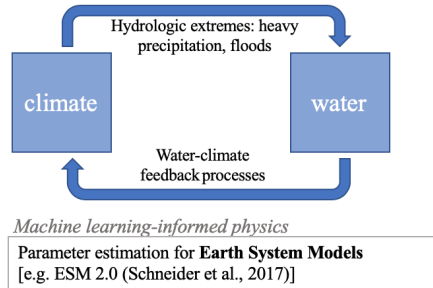 Hydrologic extremes: heavy
precipitation, floods
climate
water
Water-climate
feedback processes
Machine learning-informed physics
Parameter estimation for Earth System Models
[e.g. ESM 2.0 (Schneider et al., 2017)]